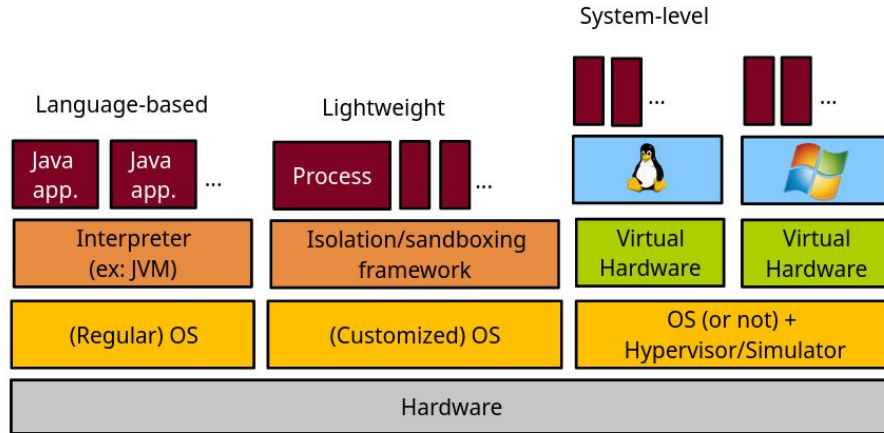 System-level
Language-based
Lightweight
...
...
Java
app.
Java
app.
...
Process
...
Interpreter
(ex: JVM)
Isolation/sandboxing
framework
Virtual
Hardware
Virtual
Hardware
(Regular) OS
(Customized) OS
OS (or not) +
Hypervisor/Simulator
Hardware